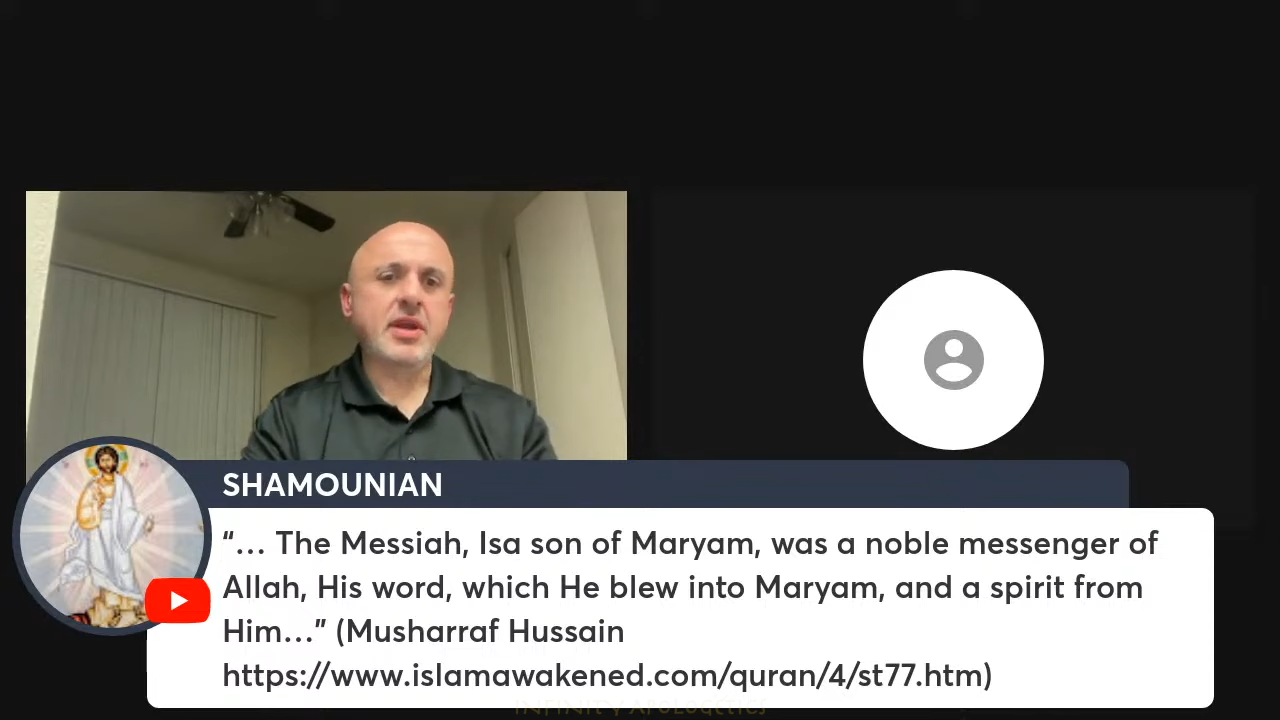 SHAMOUNIAN
“… The Messiah, Isa son of Maryam, was a noble messenger of
Allah, His word, which He blew into Maryam, and a spirit from
Him…” (Musharraf Hussain
https://www.islamawakened.com/quran/4/st77.htm)